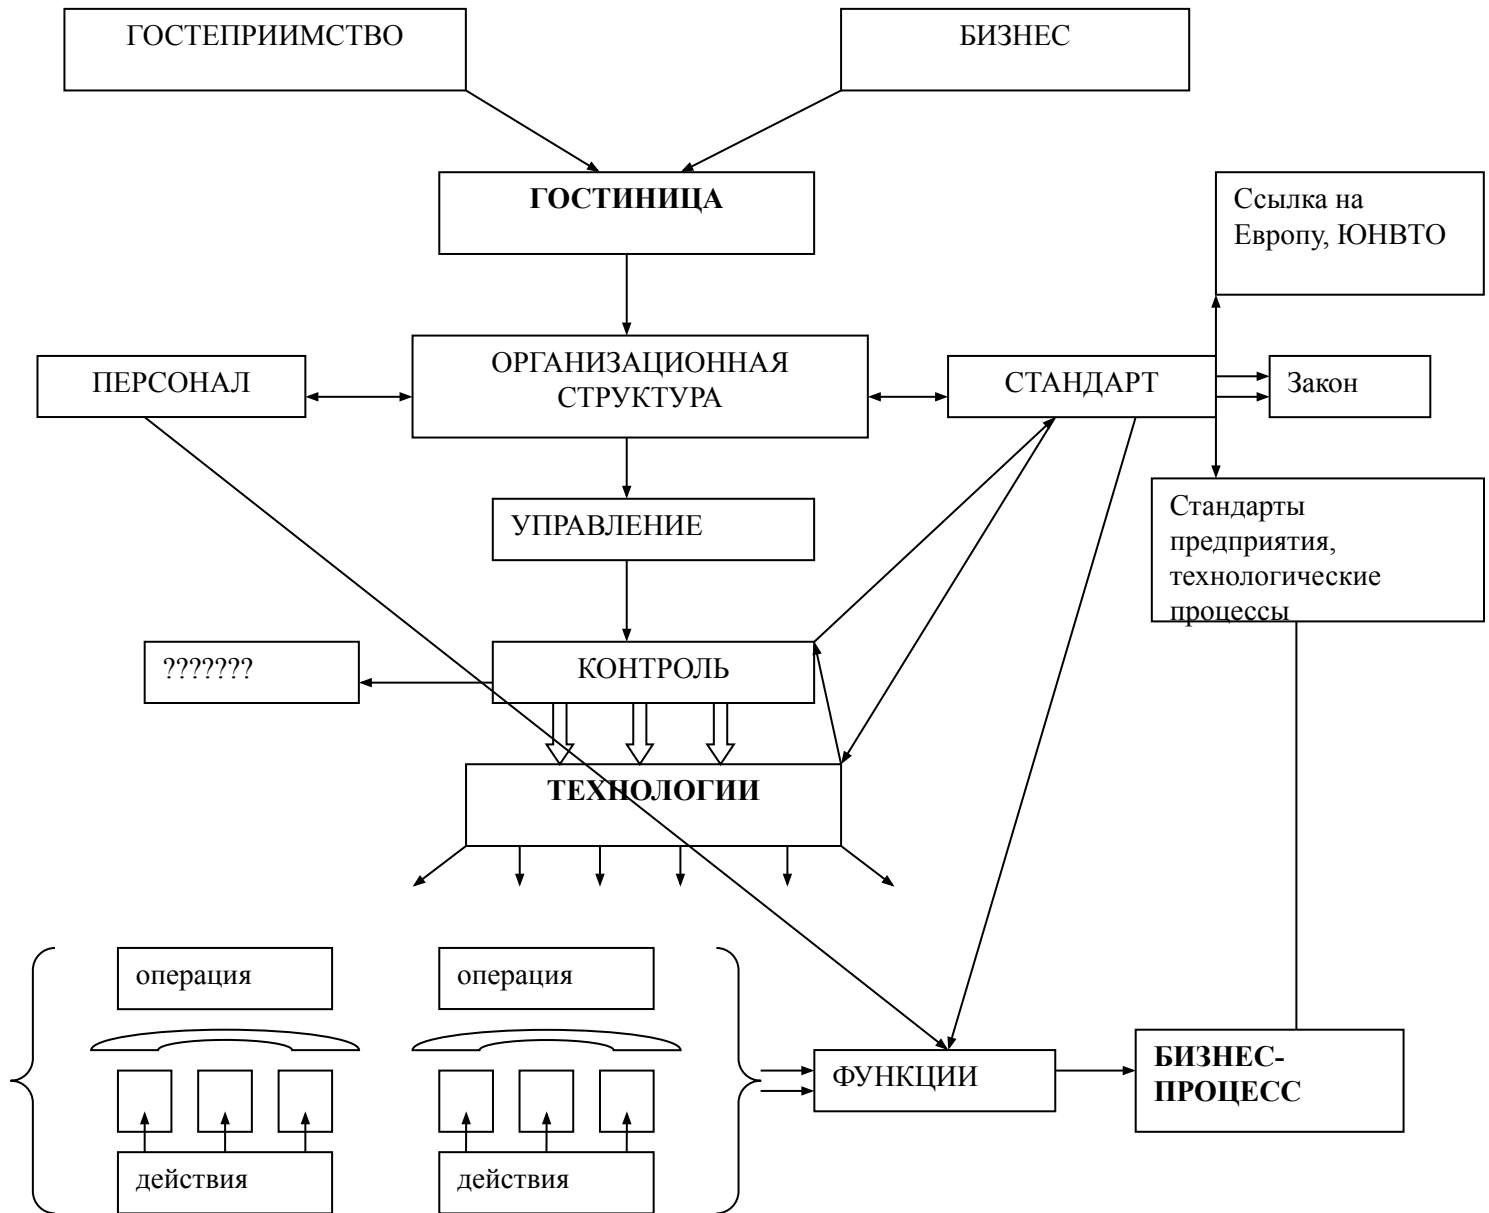 ГОСТЕПРИИМСТВО
БИЗНЕС
ГОСТИНИЦА
Ссылка на
Европу, ЮНВТО
ПЕРСОНАЛ
ОРГАНИЗАЦИОННАЯ
СТРУКТУРА
СТАНДАРТ
Закон
УПРАВЛЕНИЕ
Стандарты
предприятия,
технологические
процессы
???????
КОНТРОЛЬ
ТЕХНОЛОГИИ
операция
операция
ФУНКЦИИ
БИЗНЕС-
ПРОЦЕСС
действия
действия